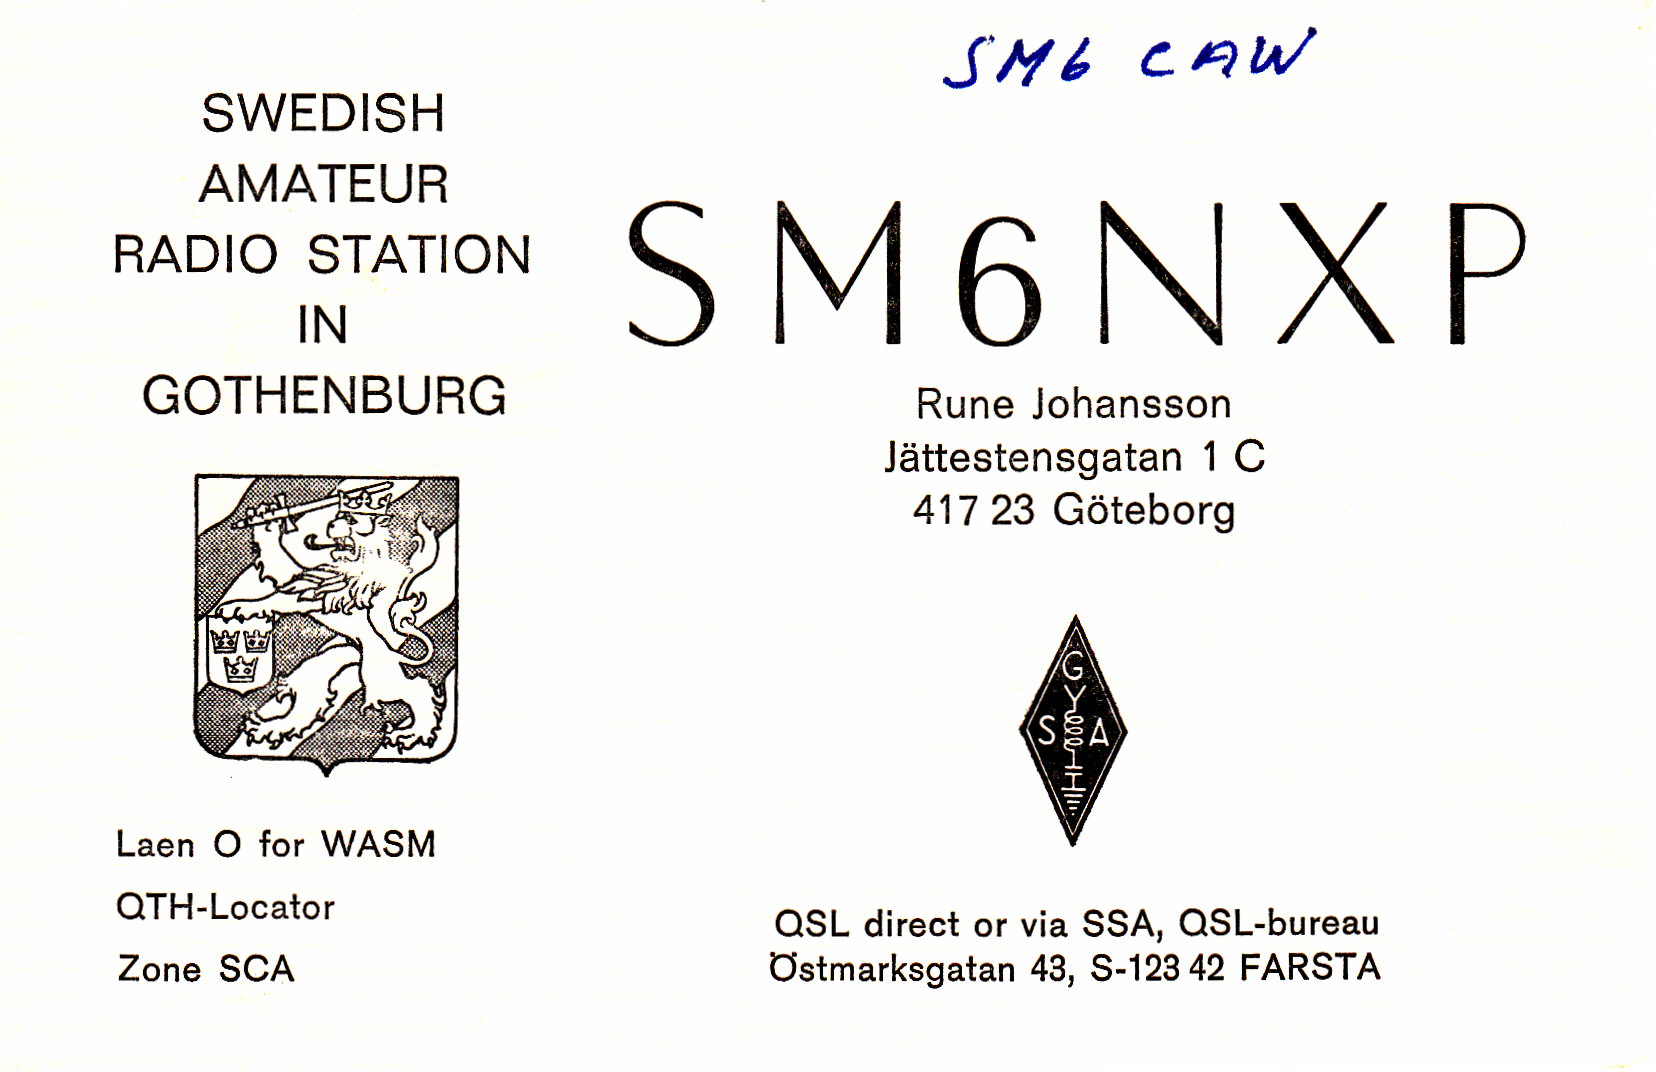 SM6 CAW
SWEDISH
AMATEUR
RADIO STATION
IN
GOTHENBURG
SM6NXP
Rune Johansson
Jättestensgatan 1 C
417 23 Göteborg
G
Y
S A
Laen O for WASM
QTH-Locator
Zone SCA
QSL direct or via SSA, QSL-bureau
Östmarksgatan 43, S-123 42 FARSTA